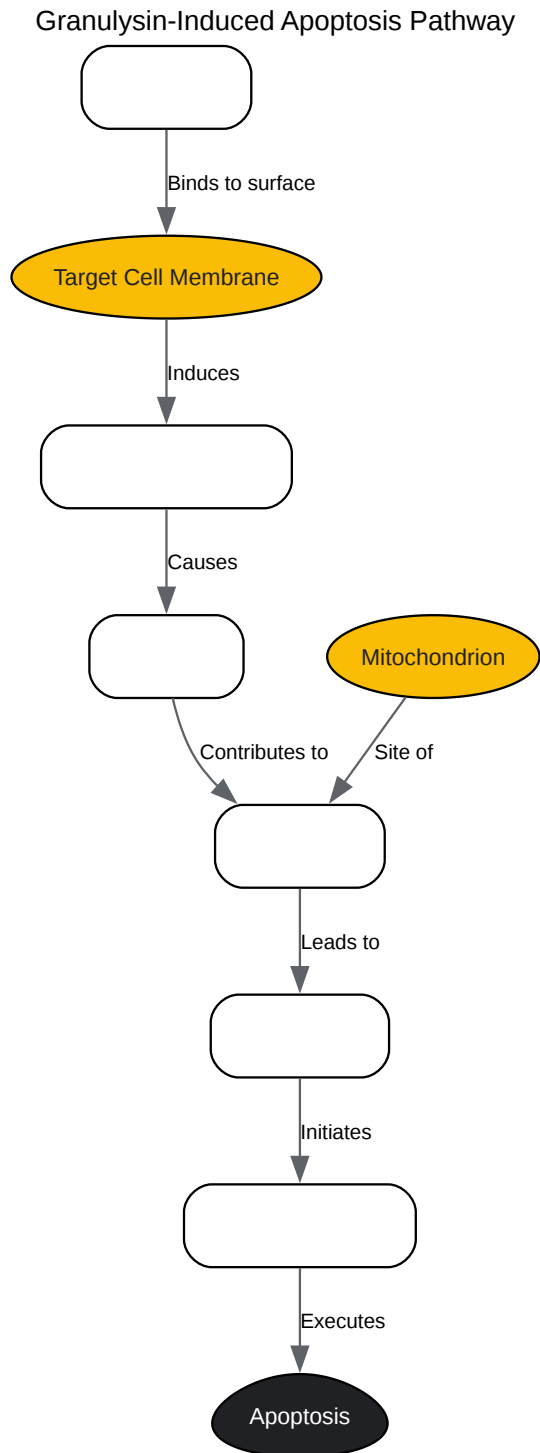 Granulysin-Induced Apoptosis Pathway
Binds to surface
Target Cell Membrane
Induces
Causes
Mitochondrion
Contributes to
Site of
Leads to
Initiates
Executes
Apoptosis